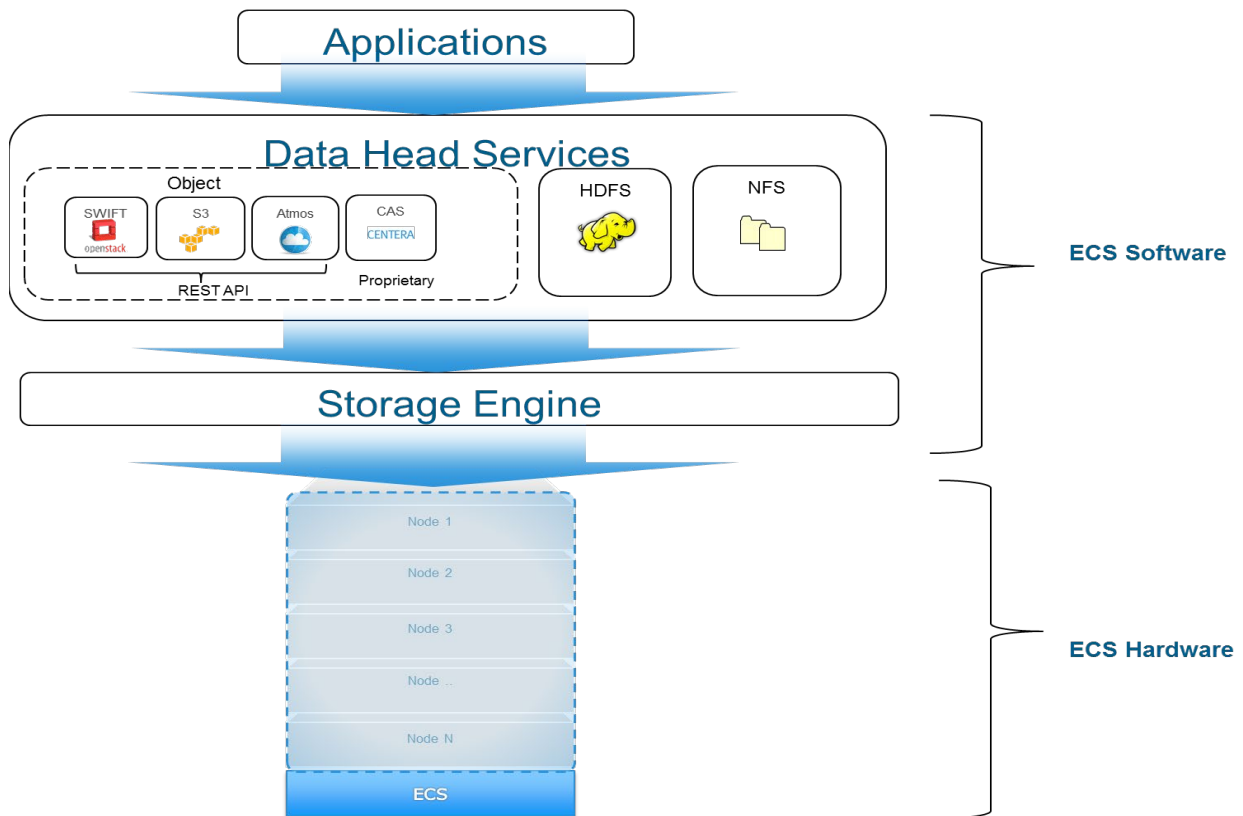 Applications
Data Head Services
Object
SWIFT
openstack
S3
Atmos
CAS
CENTERA
REST API
Proprietary
HDFS
NFS
ECS Software
Storage Engine
Node 1
Node 2
Node 3
Node ..
Node N
ECS
ECS Hardware